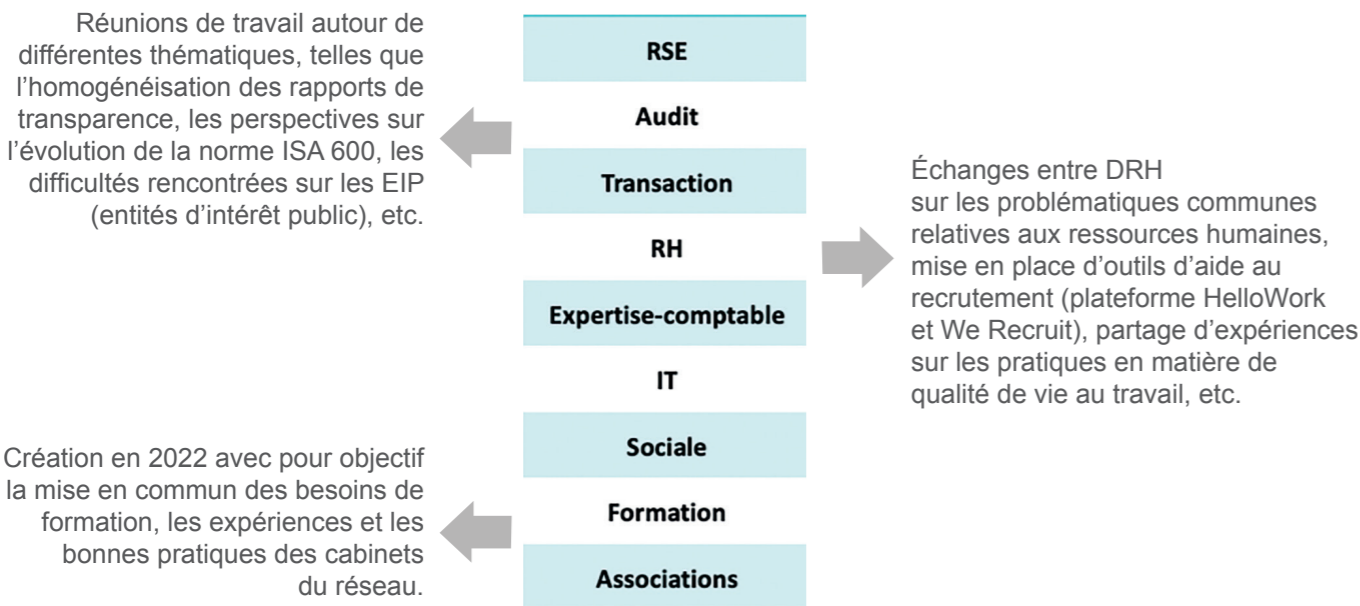 Réunions de travail autour de
différentes thématiques, telles que
l’homogénéisation des rapports de
transparence, les perspectives sur
l’évolution de la norme ISA 600, les
difficultés rencontrées sur les EIP
(entités d’intérêt public), etc.
RSE
Audit
Transaction
RH
Expertise-comptable
IT
Sociale
Formation
Associations
Échanges entre DRH
sur les problématiques communes
relatives aux ressources humaines,
mise en place d’outils d’aide au
recrutement (plateforme HelloWork
et We Recruit), partage d’expériences
sur les pratiques en matière de
qualité de vie au travail, etc.
Création en 2022 avec pour objectif
la mise en commun des besoins de
formation, les expériences et les
bonnes pratiques des cabinets
du réseau.